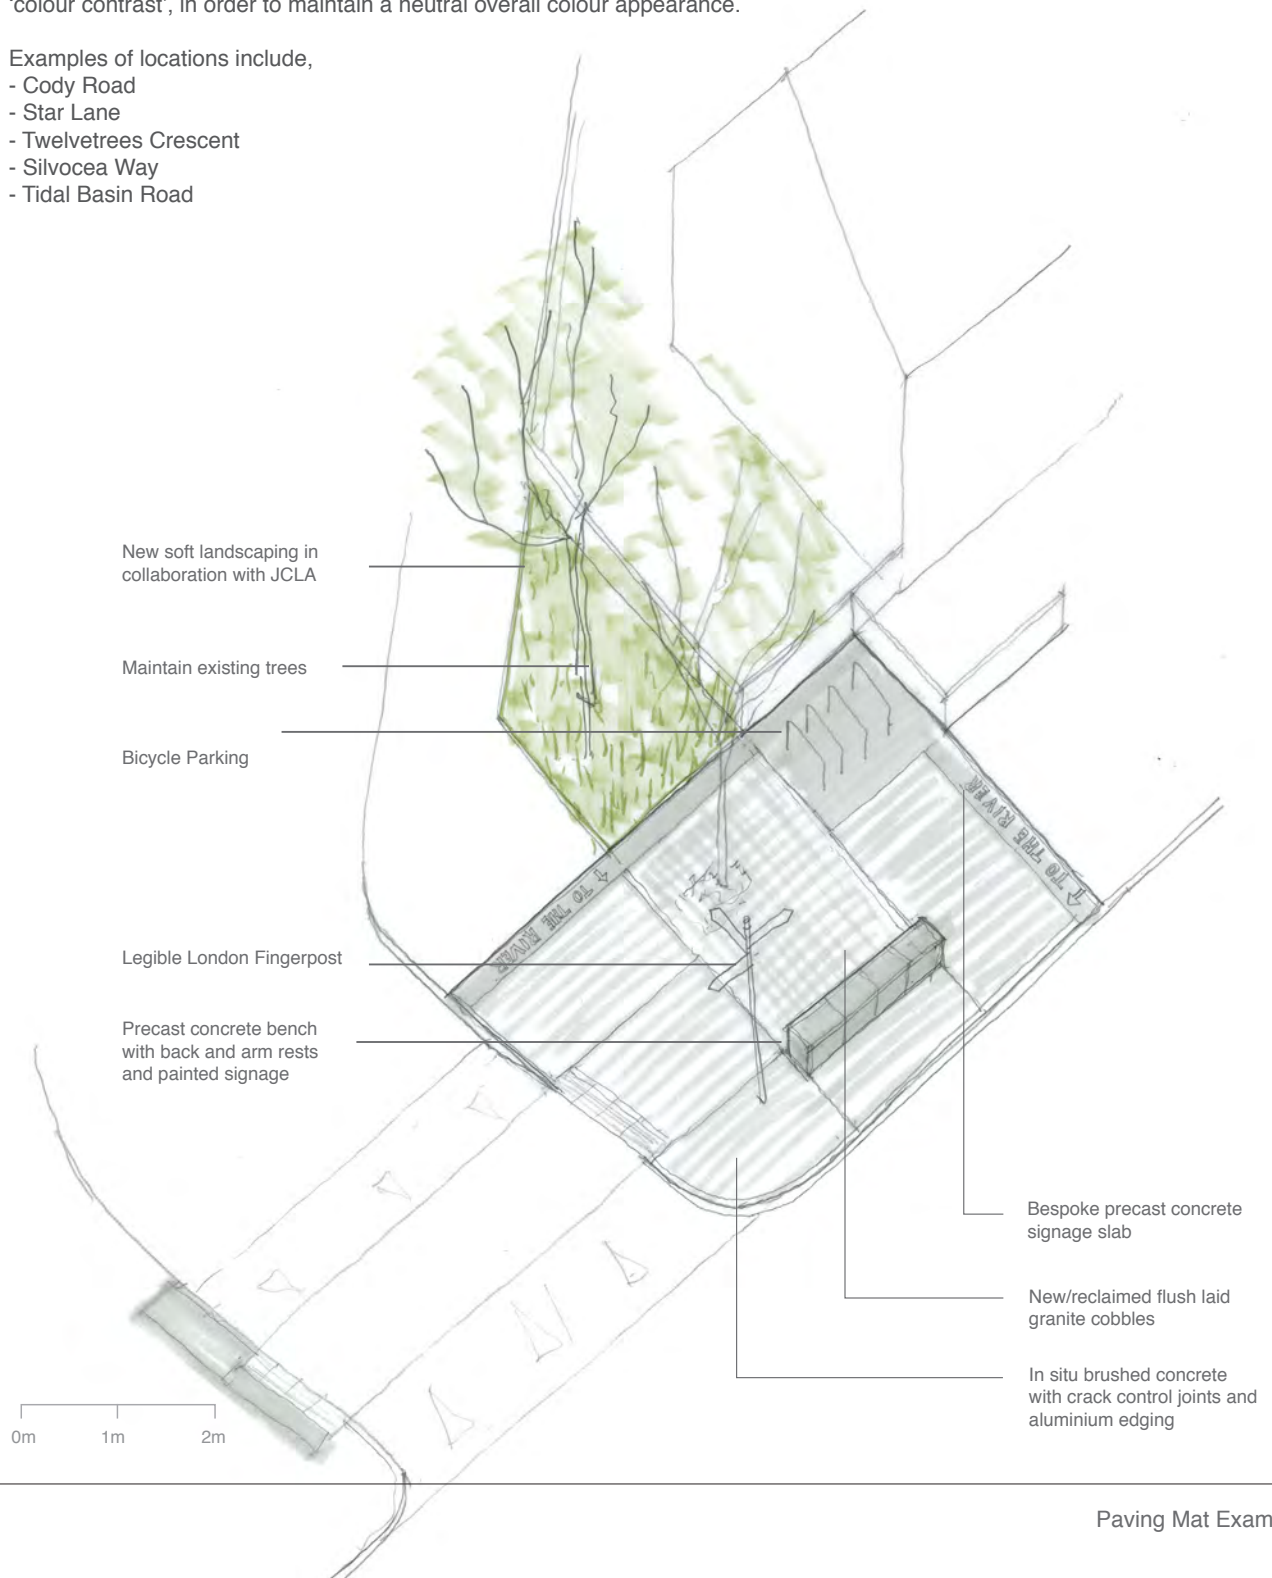 'colour contrast', in order to maintain a neutral overall colour appearance.
Examples of locations include,
- Cody Road
- Star Lane
- Twelvetrees Crescent
- Silvocea Way
- Tidal Basin Road
New soft landscaping in
collaboration with JCLA
Maintain existing trees
Bicycle Parking
TO THE RIVER
TO THE RIVER
Legible London Fingerpost
Precast concrete bench
with back and arm rests
and painted signage
Bespoke precast concrete
signage slab
New/reclaimed flush laid
granite cobbles
In situ brushed concrete
with crack control joints and
aluminium edging
0m 1m 2m
Paving Mat Exam